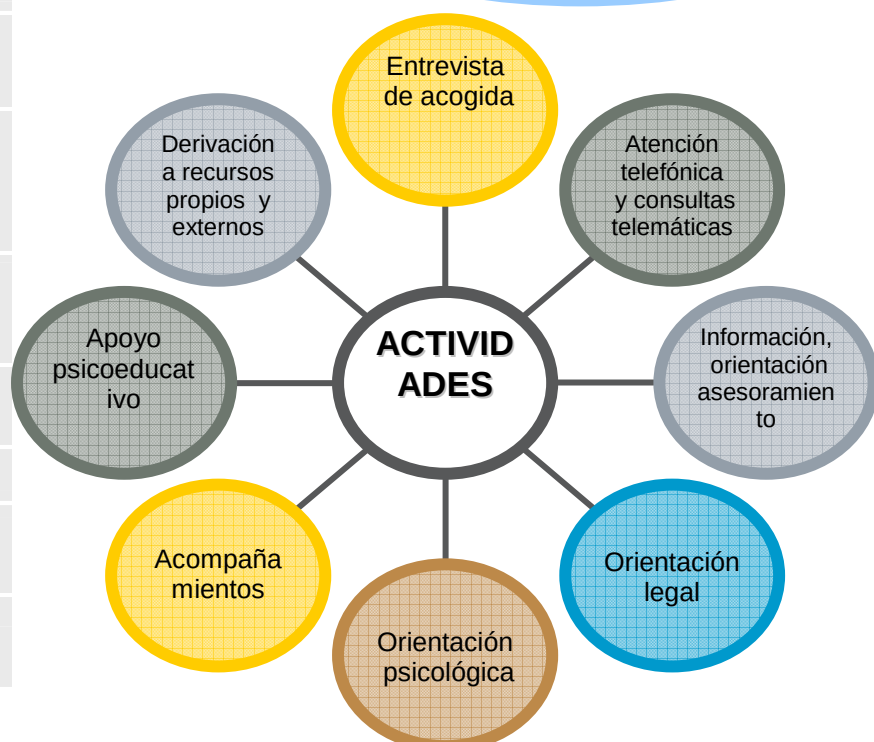 Entrevista
de acogida
Atención
telefónica
y consultas
telemáticas
Información,
orientación
asesoramien
to
Orientación
legal
Orientación
psicológica
Acompaña
mientos
Apoyo
psicoeducat
ivo
Derivación
a recursos
propios y
externos
ACTIVID
ADES